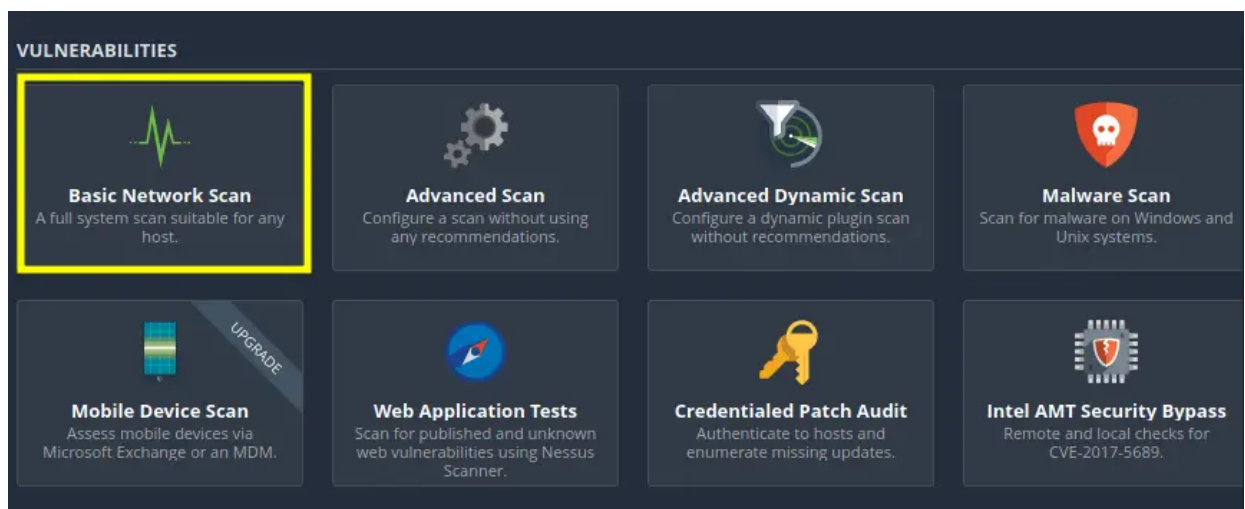 VULNERABILITIES
Basic Network Scan
A full system scan suitable for any
host.
Advanced Scan
Configure a scan without using
any recommendations.
Advanced Dynamic Scan
Configure a dynamic plugin scan
without recommendations.
Malware Scan
Scan for malware on Windows and
Unix systems.
UPGRADE
Mobile Device Scan
Assess mobile devices via
Microsoft Exchange or an MDM.
Web Application Tests
Scan for published and unknown
web vulnerabilities using Nessus
Scanner.
Credentialed Patch Audit
Authenticate to hosts and
enumerate missing updates.
Intel AMT Security Bypass
Remote and local checks for
CVE-2017-5689.